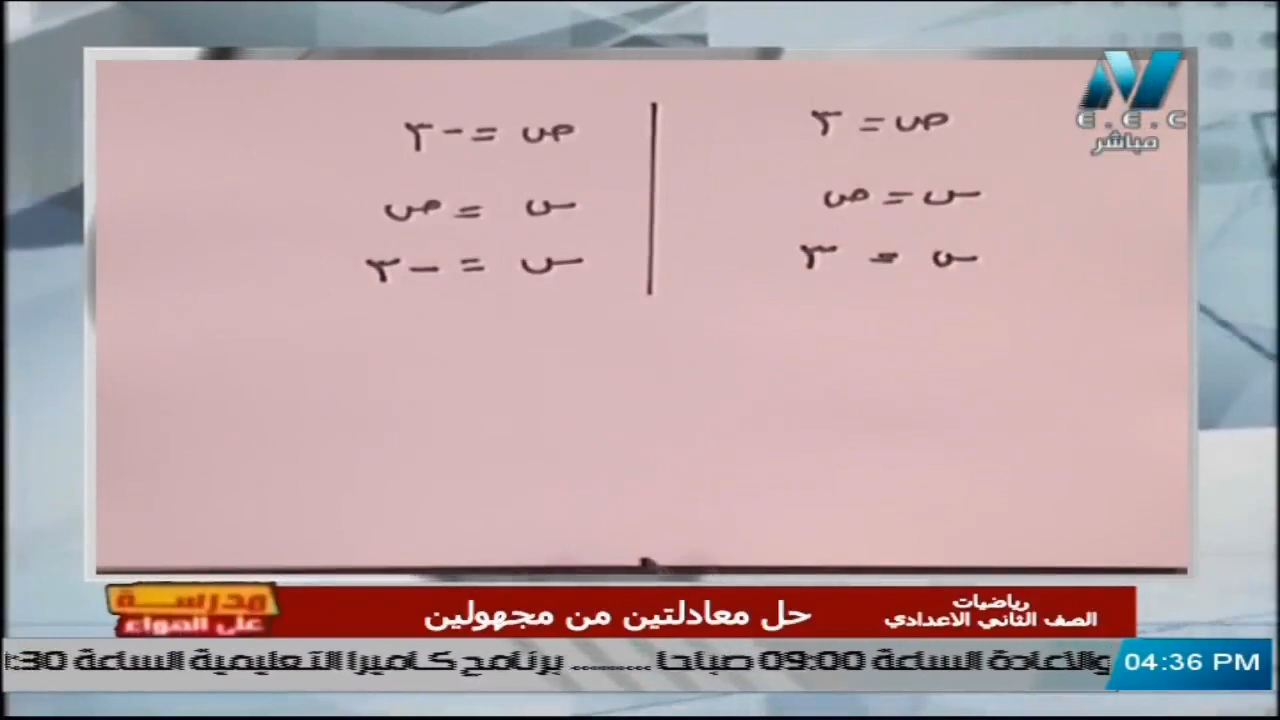 E.E.C
مباشر
ص = ٣
س = ص
س = ٣
ص = -٣
س = ص
س = -٣
رياضيات
الصف الثاني الاعدادي
حل معادلتين من مجهولين
مدرسة
على الهواء
والاعادة الساعة 09:00 صباحا ......... برنامج كاميرا التعليمية الساعة :30
04:36 PM